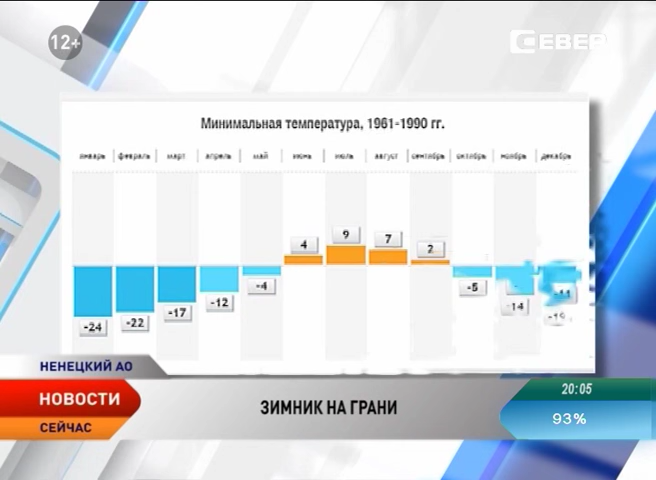 12+
СЕВЕР
Минимальная температура, 1961-1990 гг.
январь февраль март апрель май июнь июль август сентябрь октябрь ноябрь декабрь
4 9 7 2
-24 -22 -17 -12 -4 -5 -14
НЕНЕЦКИЙ АО
НОВОСТИ
СЕЙЧАС
ЗИМНИК НА ГРАНИ
20:05
93%